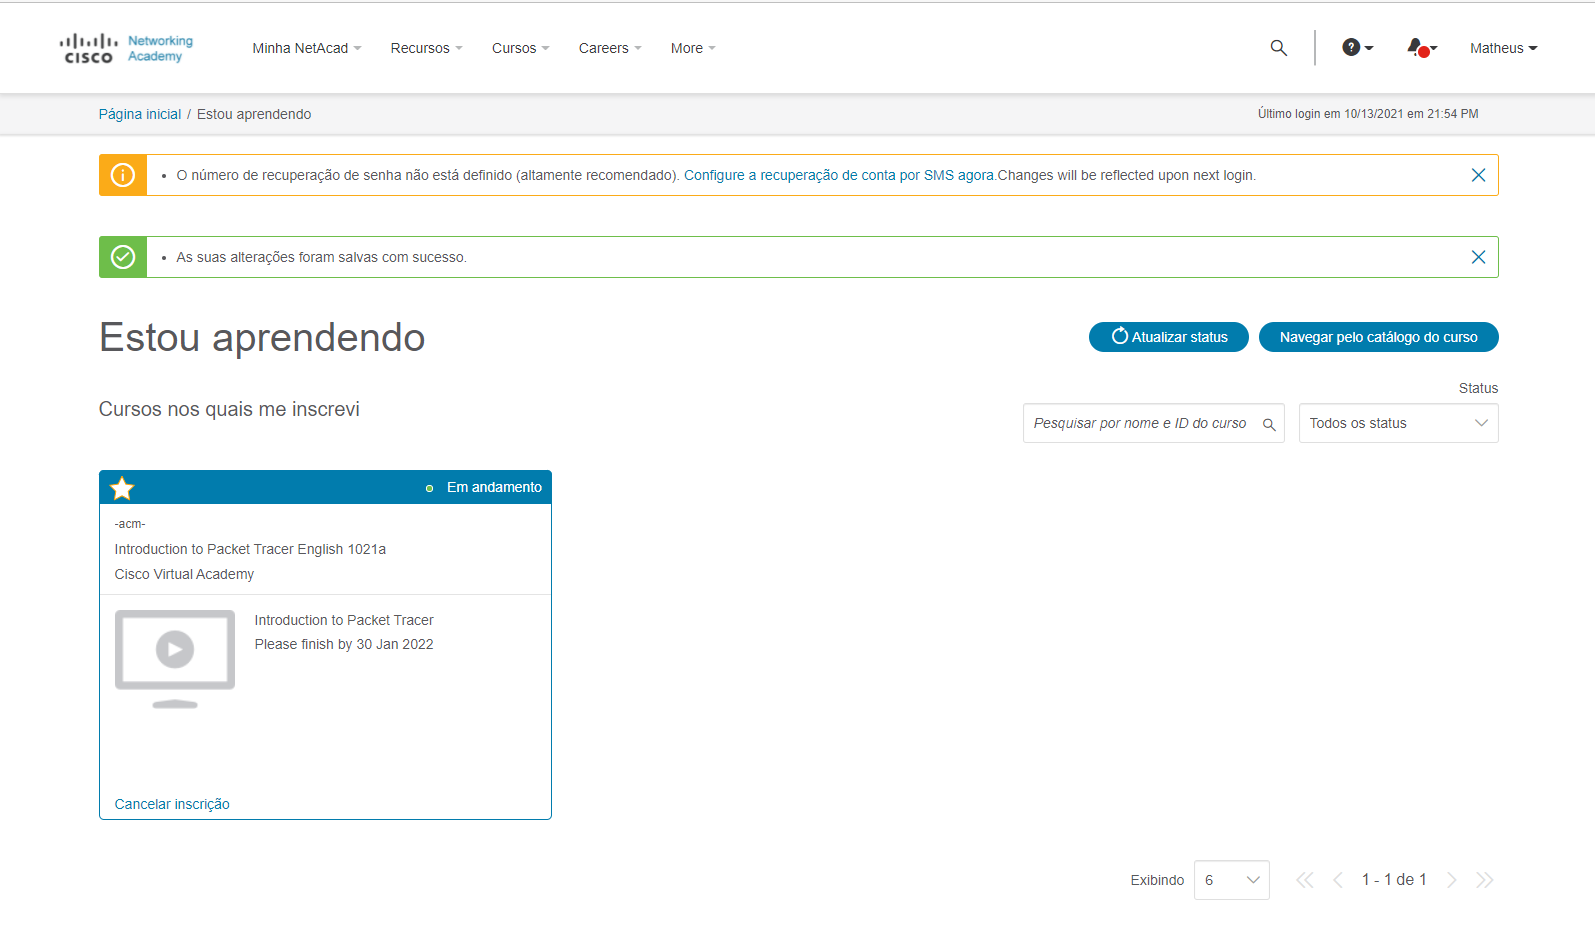 CISCO Networking Academy
Minha NetAcad Recursos Cursos Careers More
? Matheus
Página inicial / Estou aprendendo
Último login em 10/13/2021 em 21:54 PM
• O número de recuperação de senha não está definido (altamente recomendado). Configure a recuperação de conta por SMS agora.Changes will be reflected upon next login.
• As suas alterações foram salvas com sucesso.
Estou aprendendo
Atualizar status
Navegar pelo catálogo do curso
Status
Cursos nos quais me inscrevi
Pesquisar por nome e ID do curso
Todos os status
Em andamento
-acm-
Introduction to Packet Tracer English 1021a
Cisco Virtual Academy
Introduction to Packet Tracer
Please finish by 30 Jan 2022
Cancelar inscrição
Exibindo 6 1 - 1 de 1